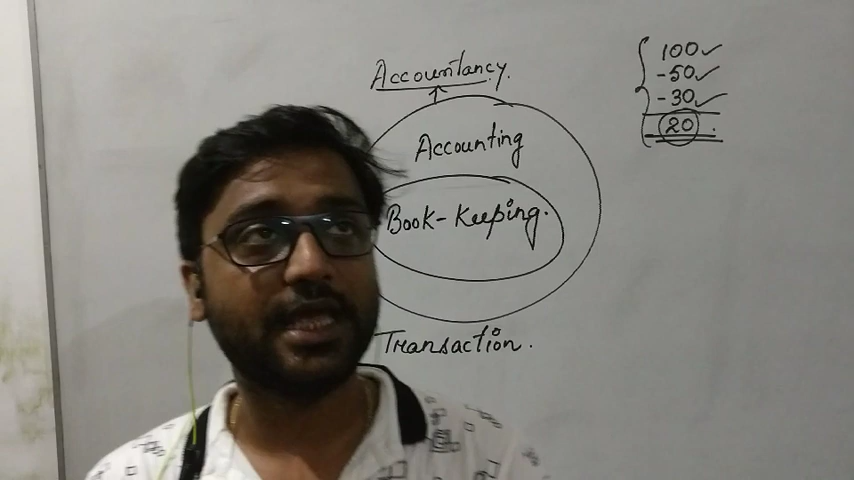 Accountancy.
Accounting
Book-Keeping.
Transaction.
100✓
-50✓
-30✓
20.